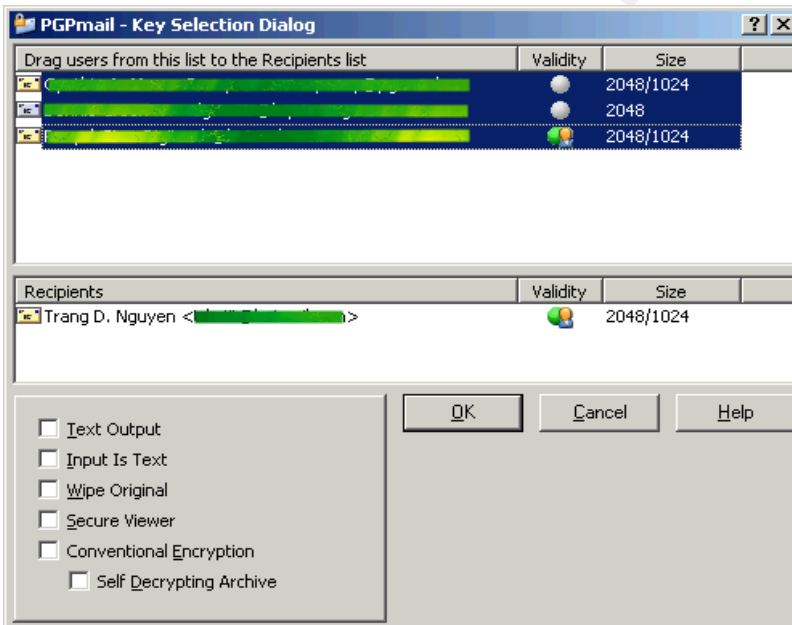 PGPmail - Key Selection Dialog
Drag users from this list to the Recipients list Validity Size
2048/1024
2048
2048/1024
Recipients Validity Size
Trang D. Nguyen < > 2048/1024
OK Cancel Help
Text Output
Input Is Text
Wipe Original
Secure Viewer
Conventional Encryption
Self Decrypting Archive